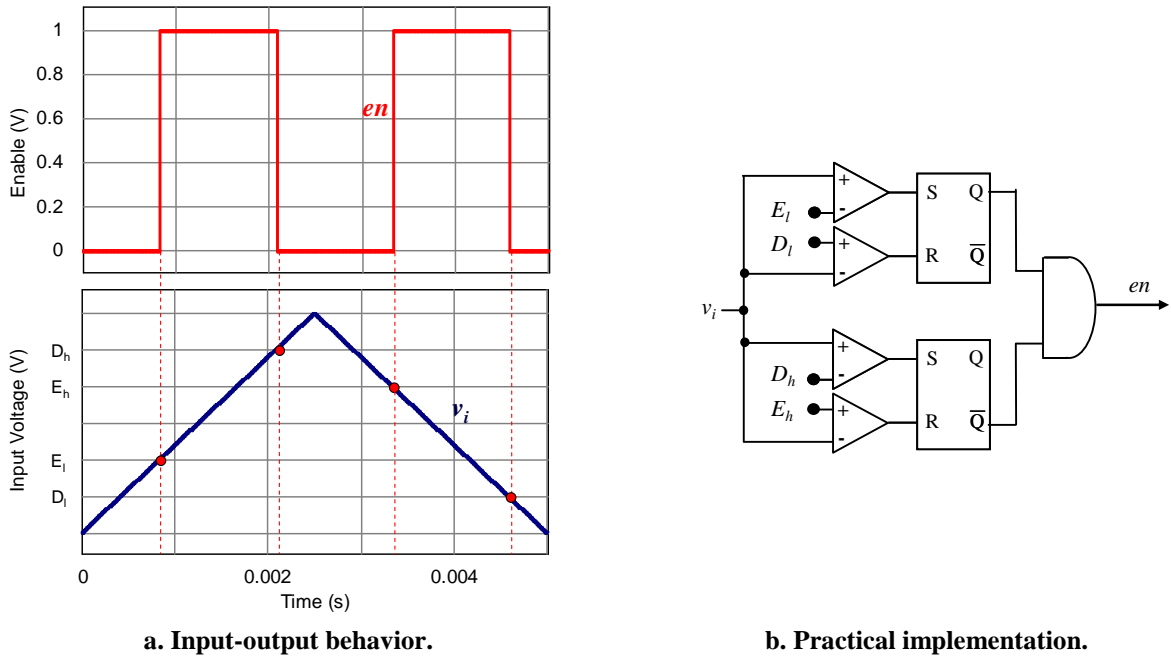 1
0.8
0.6
0.4
0.2
0
Enable (V)
en
D_h
E_h
E_l
D_l
Input Voltage (V)
v_i
0
0.002
0.004
Time (s)
a. Input-output behavior.
+
-
S
Q
E_l
D_l
+
-
R
Q̅
v_i
en
+
-
S
Q
D_h
E_h
+
-
R
Q̅
b. Practical implementation.